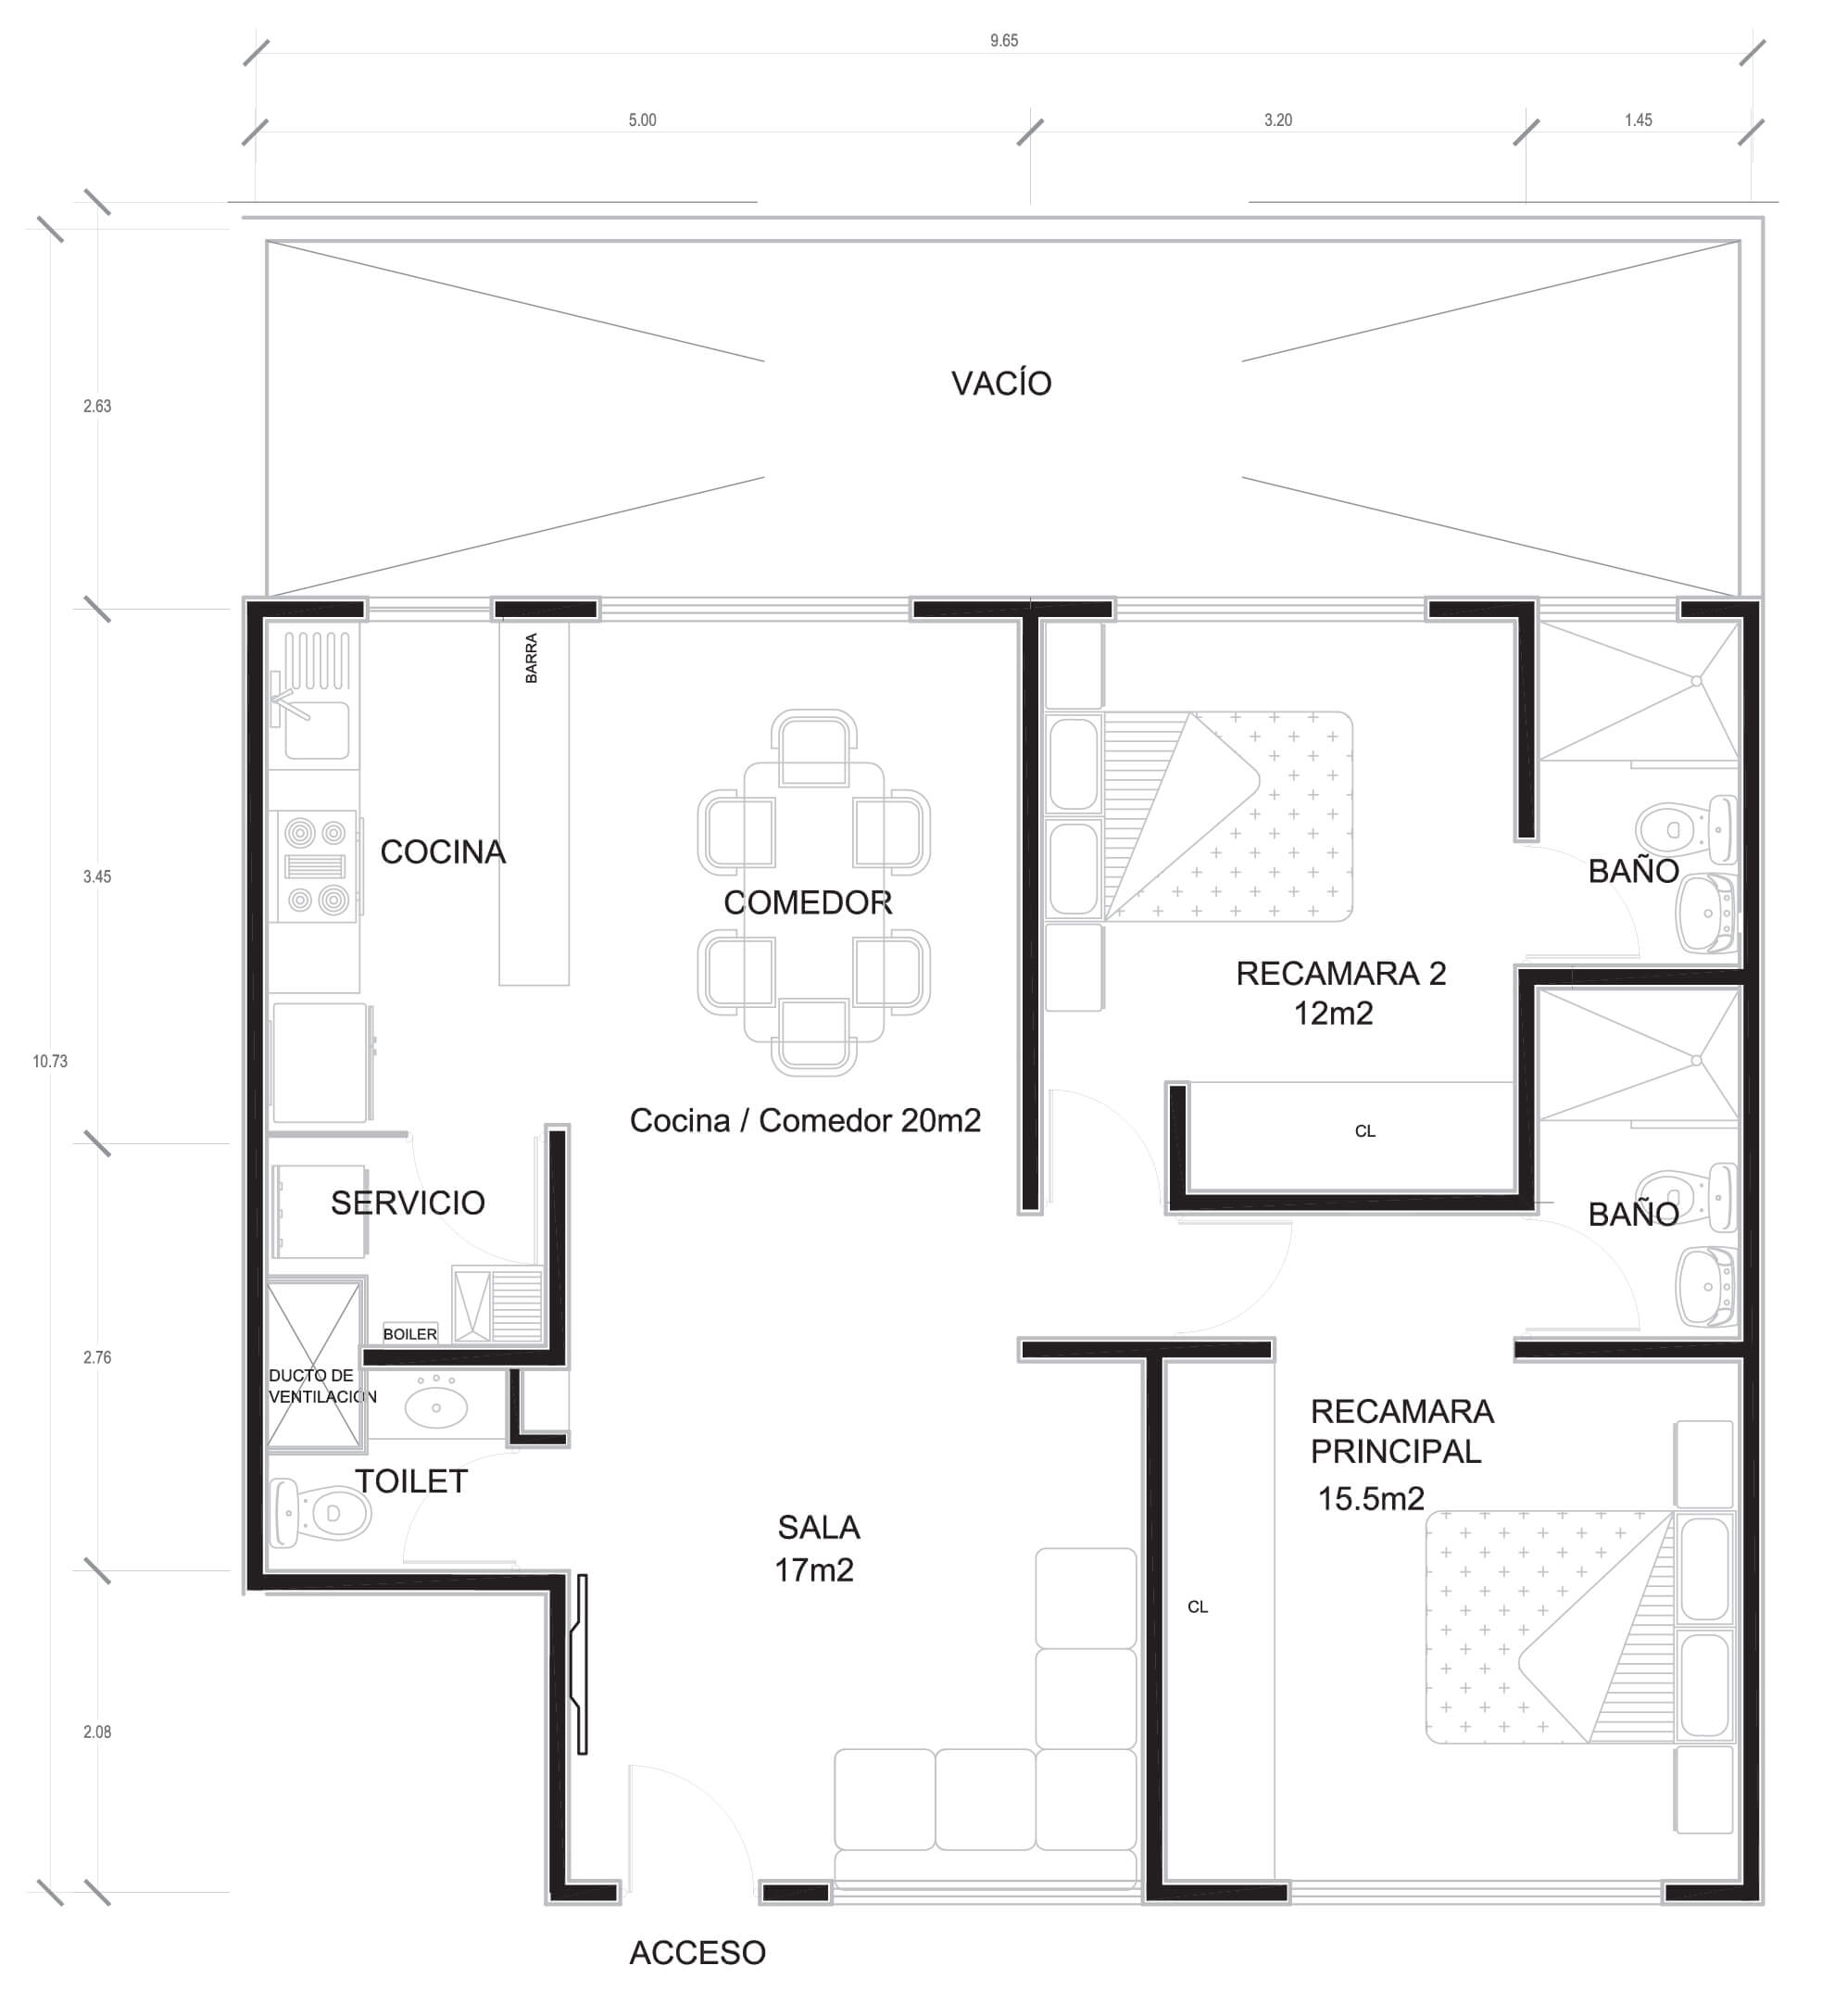 9.65
5.00
3.20
1.45
VACÍO
2.63
BARRA
COCINA
BAÑO
3.45
COMEDOR
RECAMARA 2
12m2
10.73
Cocina / Comedor 20m2
CL
SERVICIO
BAÑO
BOILER
2.76
DUCTO DE
VENTILACION
RECAMARA
PRINCIPAL
15.5m2
TOILET
SALA
17m2
CL
2.08
ACCESO